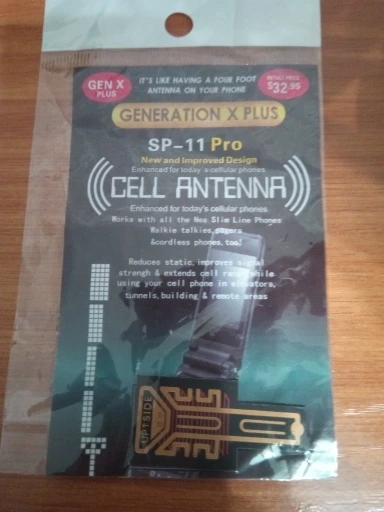 GEN X
PLUS
IT'S LIKE HAVING A FOUR FOOT
ANTENNA ON YOUR PHONE
RETAIL PRICE
$32.95
GENERATION X PLUS
SP-11 Pro
New and Improved Design
Enhanced for today's cellular phones
CELL ANTENNA
Enhanced for today's cellular phones
Works with all the New Slim Line Phones
Walkie talkies, pagers
&cordless phones, too!
Reduces static, improves signal
strengh & extends cell range while
using your cell phone in elevators,
tunnels, building & remote areas
UPTSIDE